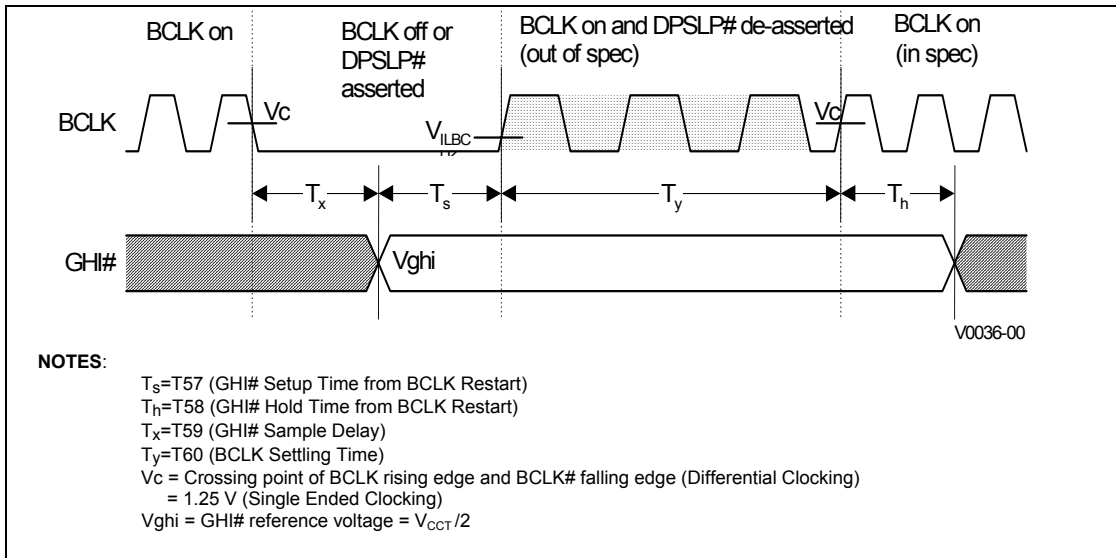 BCLK on
BCLK off or
DPSLP#
asserted
BCLK on and DPSLP# de-asserted
(out of spec)
BCLK on
(in spec)
BCLK
Vc
VILBC
Vc
Tx
Ts
Ty
Th
GHI#
Vghi
V0036-00
NOTES:
Ts=T57 (GHI# Setup Time from BCLK Restart)
Th=T58 (GHI# Hold Time from BCLK Restart)
Tx=T59 (GHI# Sample Delay)
Ty=T60 (BCLK Settling Time)
Vc = Crossing point of BCLK rising edge and BCLK# falling edge (Differential Clocking)
= 1.25 V (Single Ended Clocking)
Vghi = GHI# reference voltage = VCCT/2